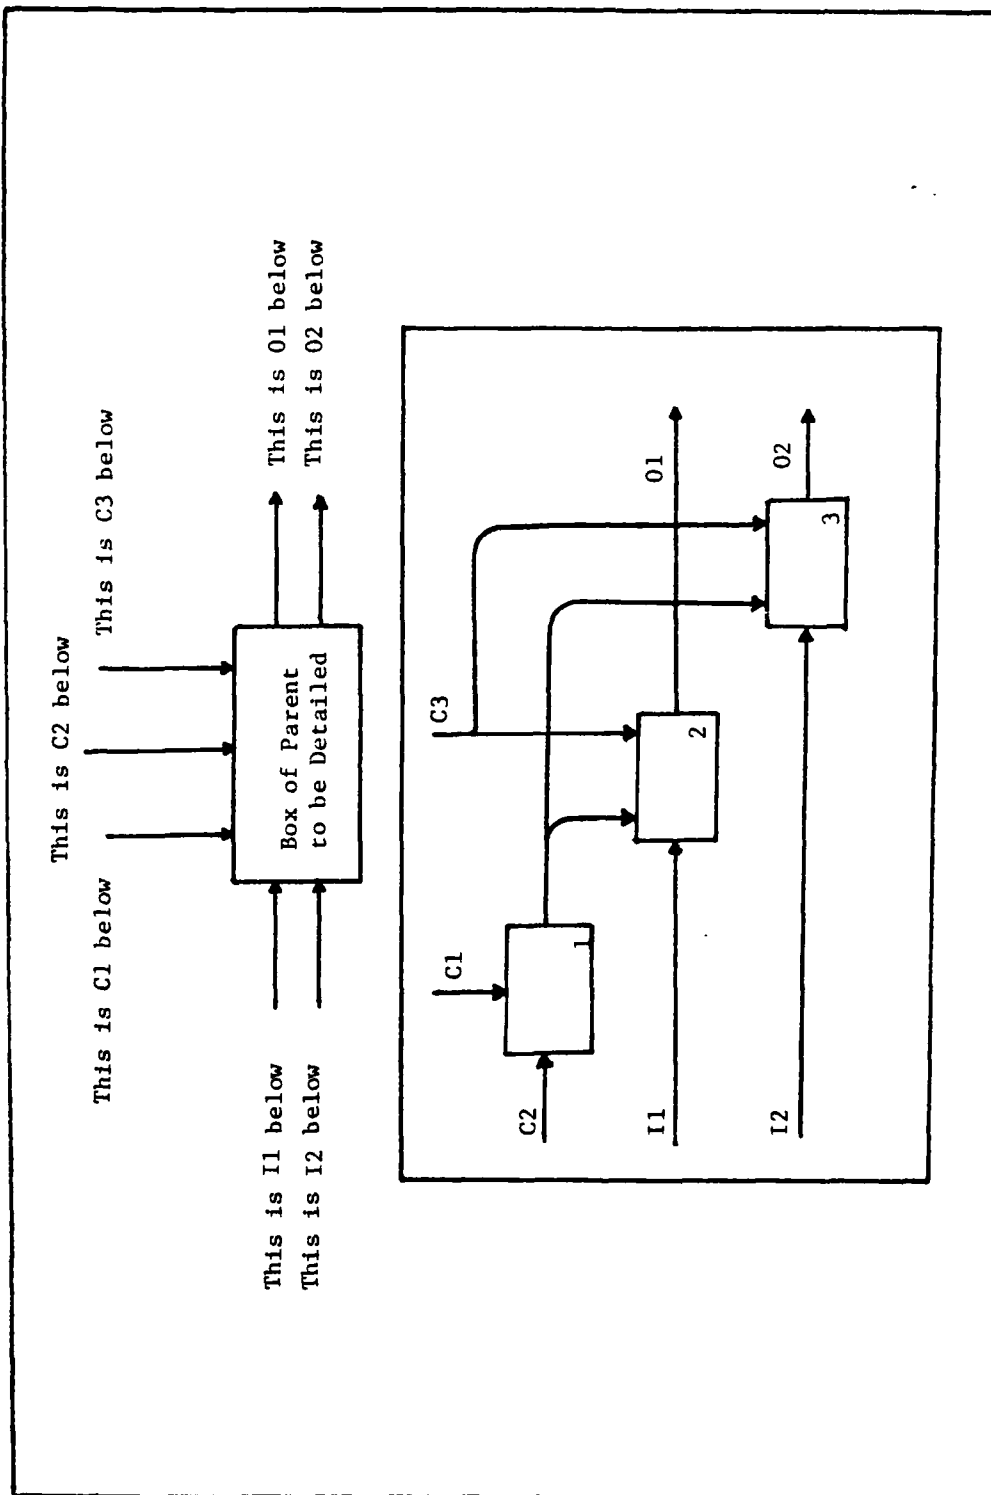 This is C2 below
This is C1 below
This is C3 below
This is I1 below
This is I2 below
Box of Parent
to be Detailed
This is O1 below
This is O2 below
C1
C3
C2
1
I1
2
O1
I2
3
O2